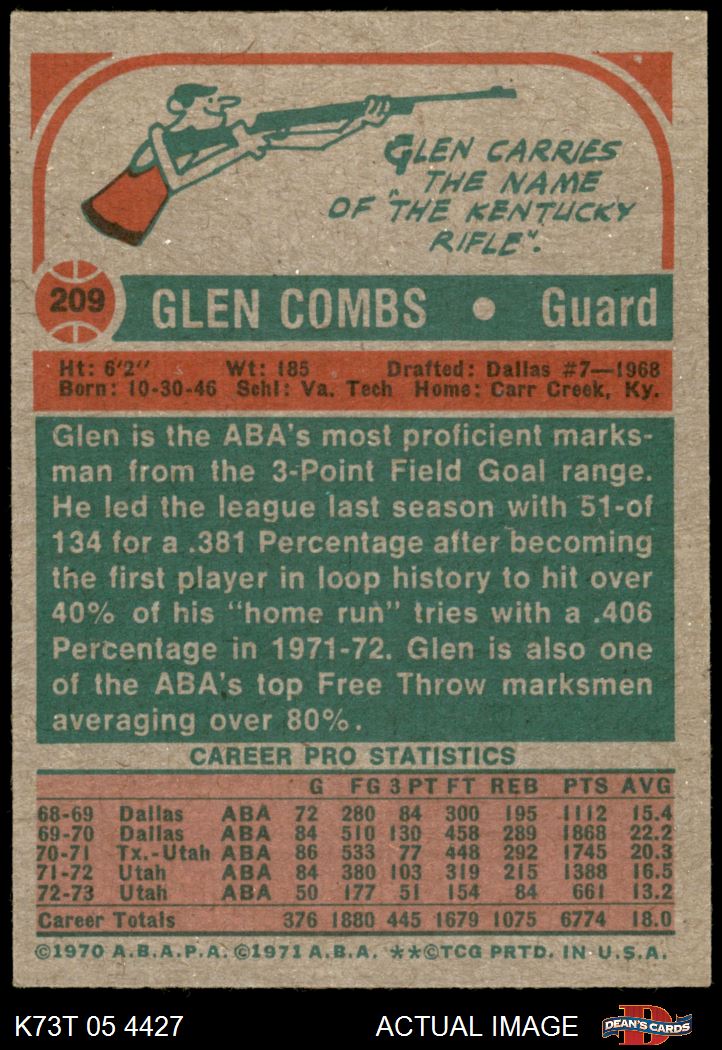 GLEN CARRIES
THE NAME
OF "THE KENTUCKY
RIFLE".
209 GLEN COMBS • Guard
Ht: 6'2" Wt: 185 Drafted: Dallas #7—1968
Born: 10-30-46 Schl: Va. Tech Home: Carr Creek, Ky.
Glen is the ABA's most proficient marks-
man from the 3-Point Field Goal range.
He led the league last season with 51-of
134 for a .381 Percentage after becoming
the first player in loop history to hit over
40% of his "home run" tries with a .406
Percentage in 1971-72. Glen is also one
of the ABA's top Free Throw marksmen
averaging over 80%.
CAREER PRO STATISTICS
G FG 3 PT FT REB PTS AVG
68-69 Dallas ABA 72 280 84 300 195 1112 15.4
69-70 Dallas ABA 84 510 130 458 289 1868 22.2
70-71 Tx.-Utah ABA 86 533 77 448 292 1745 20.3
71-72 Utah ABA 84 380 103 319 215 1388 16.5
72-73 Utah ABA 50 177 51 154 84 661 13.2
Career Totals 376 1880 445 1679 1075 6774 18.0
©1970 A.B.A.P.A. ©1971 A.B.A. **©TCG PRTD. IN U.S.A.
K73T 05 4427 ACTUAL IMAGE D DEAN'S CARDS